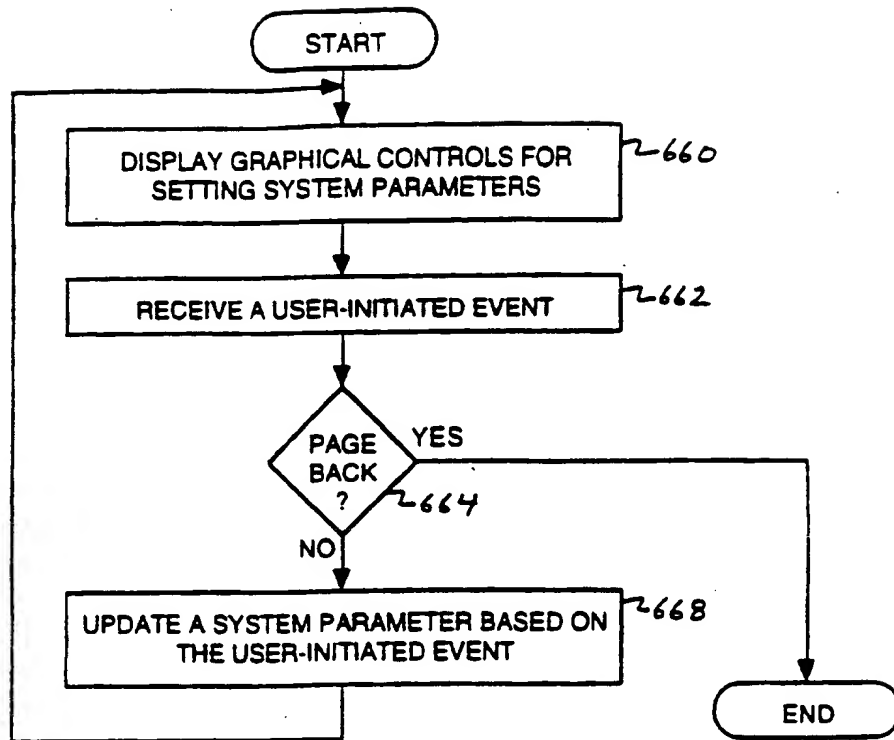 START
DISPLAY GRAPHICAL CONTROLS FOR
SETTING SYSTEM PARAMETERS
660
RECEIVE A USER-INITIATED EVENT
662
PAGE
BACK
?
YES
664
NO
UPDATE A SYSTEM PARAMETER BASED ON
THE USER-INITIATED EVENT
668
END